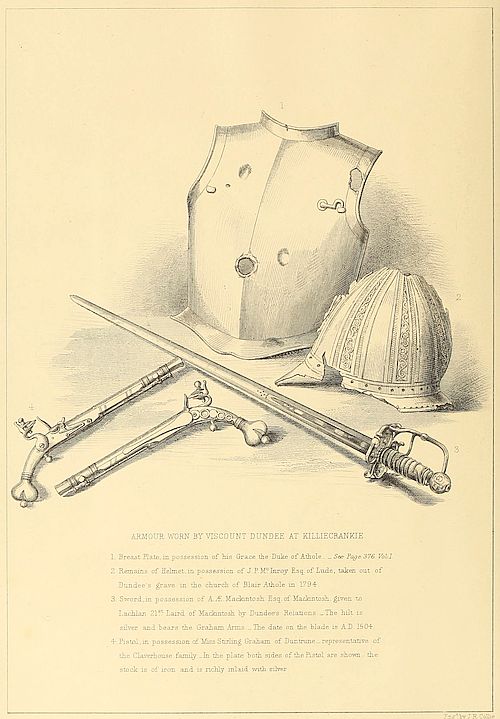 1
2
3
4
ARMOUR WORN BY VISCOUNT DUNDEE AT KILLIECRANKIE
1. Breast Plate, in possession of his Grace the Duke of Athole. _ See Page 376 Vol. I
2. Remains of Helmet, in possession of J. P. Mc Inroy Esq. of Lude, taken out of
Dundee's grave in the church of Blair Athole in 1794.
3. Sword, in possession of A. Æ. Mackintosh Esq. of Mackintosh, given to
Lachlan 21st Laird of Mackintosh by Dundee's Relations _ The hilt is
silver and bears the Graham Arms _ The date on the blade is A.D. 1504.
4. Pistol, in possession of Miss Stirling Graham of Duntrune _ representative of
the Claverhouse family _ In the plate both sides of the Pistol are shown, the
stock is of iron and is richly inlaid with silver
by J. R. Collie